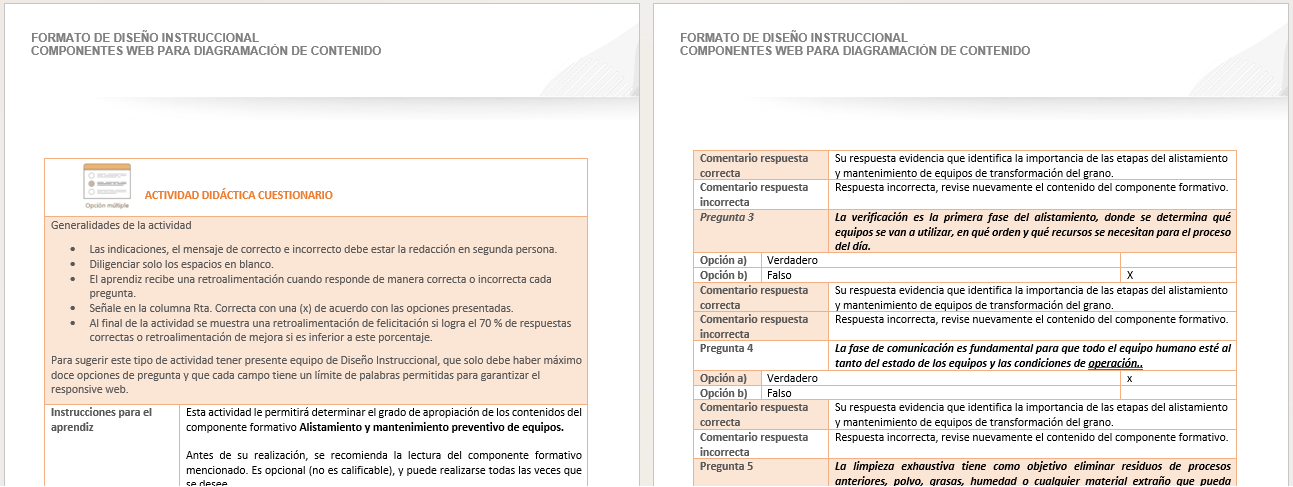 FORMATO DE DISEÑO INSTRUCCIONAL
COMPONENTES WEB PARA DIAGRAMACIÓN DE CONTENIDO
Opción múltiple
ACTIVIDAD DIDÁCTICA CUESTIONARIO
Generalidades de la actividad
• Las indicaciones, el mensaje de correcto e incorrecto debe estar la redacción en segunda persona.
• Diligenciar solo los espacios en blanco.
• El aprendiz recibe una retroalimentación cuando responde de manera correcta o incorrecta cada
pregunta.
• Señale en la columna Rta. Correcta con una (x) de acuerdo con las opciones presentadas.
• Al final de la actividad se muestra una retroalimentación de felicitación si logra el 70 % de respuestas
correctas o retroalimentación de mejora si es inferior a este porcentaje.
Para sugerir este tipo de actividad tener presente equipo de Diseño Instruccional, que solo debe haber máximo
doce opciones de pregunta y que cada campo tiene un límite de palabras permitidas para garantizar el
responsive web.
Instrucciones para el
aprendiz
Esta actividad le permitirá determinar el grado de apropiación de los contenidos del
componente formativo Alistamiento y mantenimiento preventivo de equipos.
Antes de su realización, se recomienda la lectura del componente formativo
mencionado. Es opcional (no es calificable), y puede realizarse todas las veces que
se desee.
FORMATO DE DISEÑO INSTRUCCIONAL
COMPONENTES WEB PARA DIAGRAMACIÓN DE CONTENIDO
Comentario respuesta
correcta
Su respuesta evidencia que identifica la importancia de las etapas del alistamiento
y mantenimiento de equipos de transformación del grano.
Comentario respuesta
incorrecta
Respuesta incorrecta, revise nuevamente el contenido del componente formativo.
Pregunta 3
La verificación es la primera fase del alistamiento, donde se determina qué
equipos se van a utilizar, en qué orden y qué recursos se necesitan para el proceso
del día.
Opción a) Verdadero
Opción b) Falso X
Comentario respuesta
correcta
Su respuesta evidencia que identifica la importancia de las etapas del alistamiento
y mantenimiento de equipos de transformación del grano.
Comentario respuesta
incorrecta
Respuesta incorrecta, revise nuevamente el contenido del componente formativo.
Pregunta 4
La fase de comunicación es fundamental para que todo el equipo humano esté al
tanto del estado de los equipos y las condiciones de operación..
Opción a) Verdadero x
Opción b) Falso
Comentario respuesta
correcta
Su respuesta evidencia que identifica la importancia de las etapas del alistamiento
y mantenimiento de equipos de transformación del grano.
Comentario respuesta
incorrecta
Respuesta incorrecta, revise nuevamente el contenido del componente formativo.
Pregunta 5
La limpieza exhaustiva tiene como objetivo eliminar residuos de procesos
anteriores, polvo, grasas, humedad o cualquier material extraño que pueda